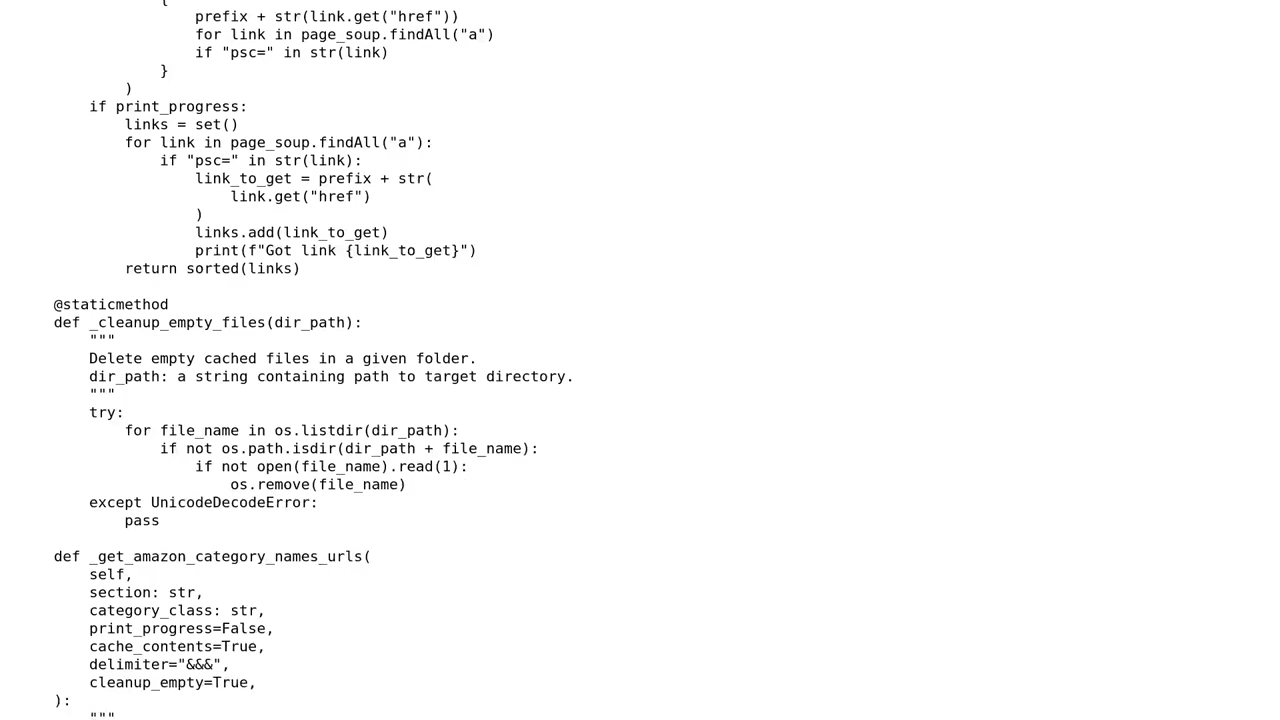 {
prefix + str(link.get("href"))
for link in page_soup.findAll("a")
if "psc=" in str(link)
}
)
if print_progress:
links = set()
for link in page_soup.findAll("a"):
if "psc=" in str(link):
link_to_get = prefix + str(
link.get("href")
)
links.add(link_to_get)
print(f"Got link {link_to_get}")
return sorted(links)
@staticmethod
def _cleanup_empty_files(dir_path):
"""
Delete empty cached files in a given folder.
dir_path: a string containing path to target directory.
"""
try:
for file_name in os.listdir(dir_path):
if not os.path.isdir(dir_path + file_name):
if not open(file_name).read(1):
os.remove(file_name)
except UnicodeDecodeError:
pass
def _get_amazon_category_names_urls(
self,
section: str,
category_class: str,
print_progress=False,
cache_contents=True,
delimiter="&&&",
cleanup_empty=True,
):
"""